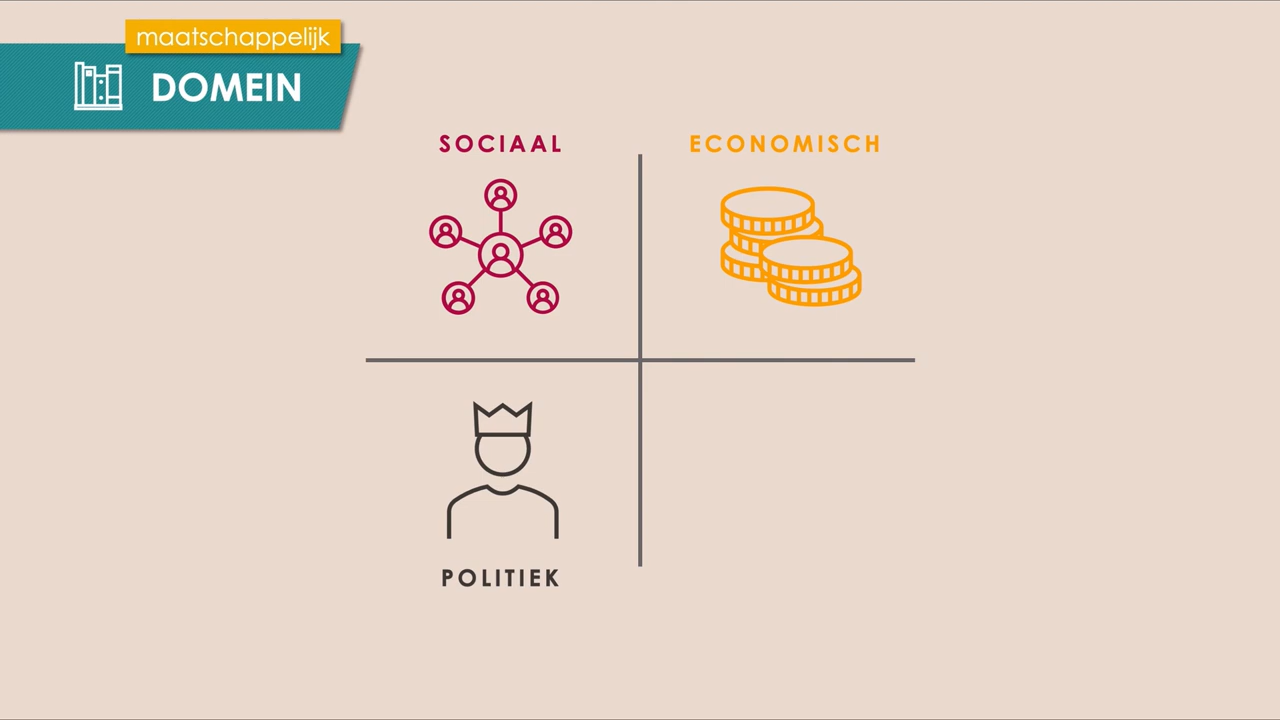 maatschappelijk
DOMEIN
SOCIAAL
ECONOMISCH
POLITIEK